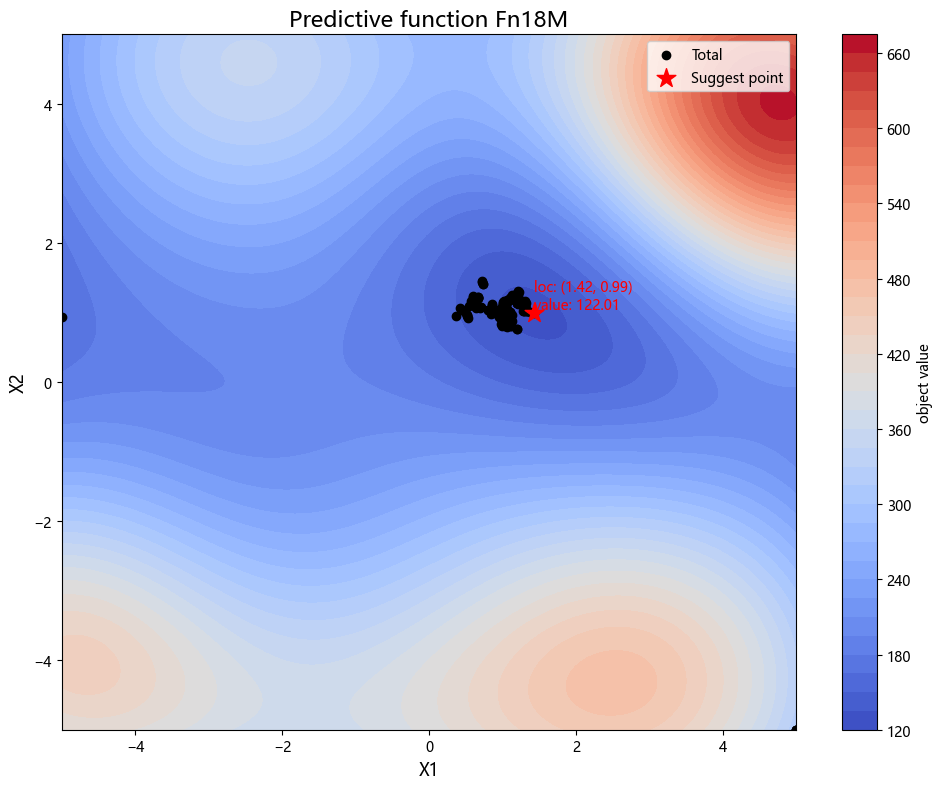 Predictive function Fn18M
Total
Suggest point
loc: (1.42, 0.99)
value: 122.01
4
2
0
−2
−4
X2
−4
−2
0
2
4
X1
660
600
540
480
420
360
300
240
180
120
object value